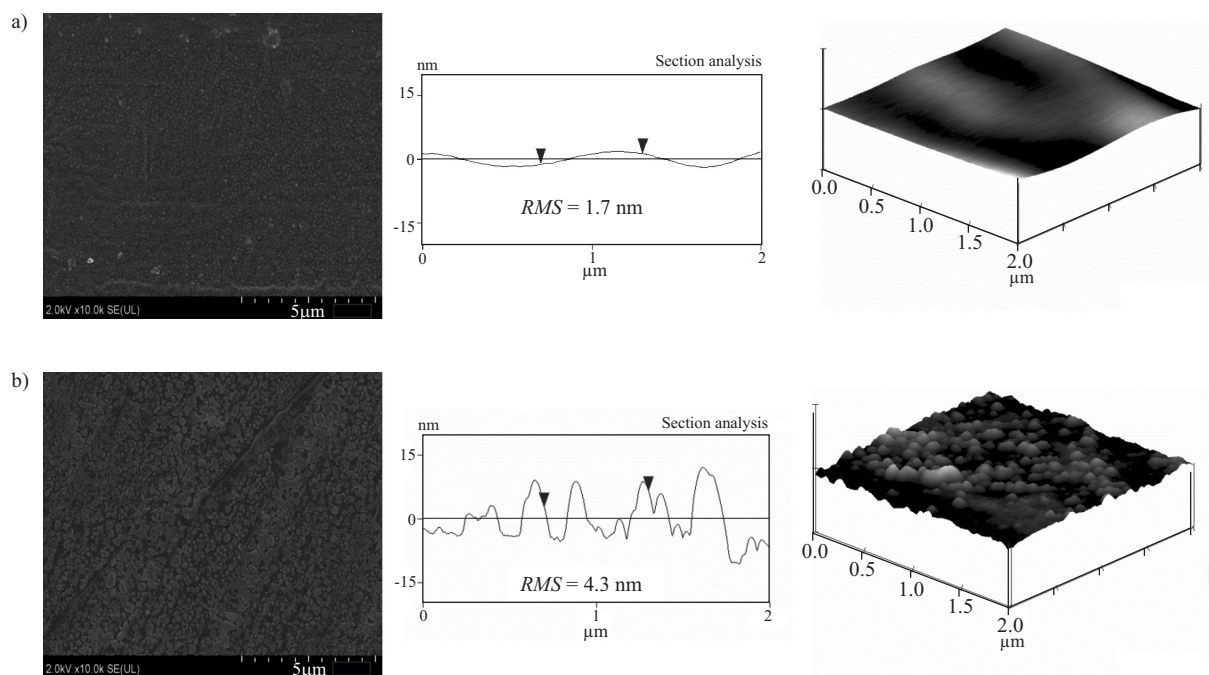 a)
nm
Section analysis
15
0
-15
RMS = 1.7 nm
0
1
2
µm
0.0
0.5
1.0
1.5
2.0
µm
2.0kV x10.0k SE(UL)
5µm
b)
nm
Section analysis
15
0
-15
RMS = 4.3 nm
0
1
2
µm
0.0
0.5
1.0
1.5
2.0
µm
2.0kV x10.0k SE(UL)
5µm